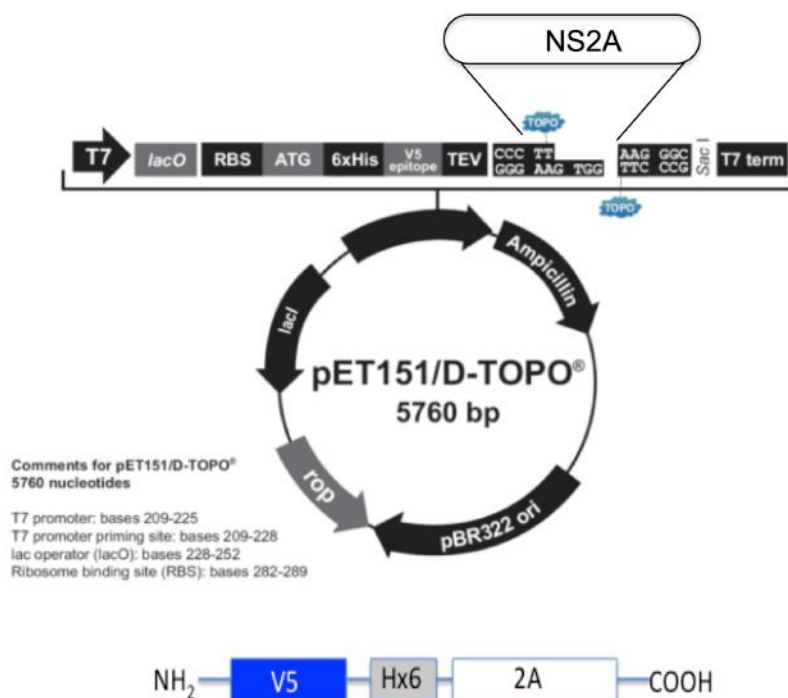 NS2A
TOPO
T7 lacO RBS ATG 6xHis V5 epitope TEV CCC TT AAG GGC Sac I T7 term
GGG AAG TGG TTC CCG
TOPO
Ampicillin
lacI
pET151/D-TOPO®
5760 bp
Comments for pET151/D-TOPO®
5760 nucleotides
rop
pBR322 ori
T7 promoter: bases 209-225
T7 promoter priming site: bases 209-228
lac operator (lacO): bases 228-252
Ribosome binding site (RBS): bases 282-289
NH2 V5 Hx6 2A COOH